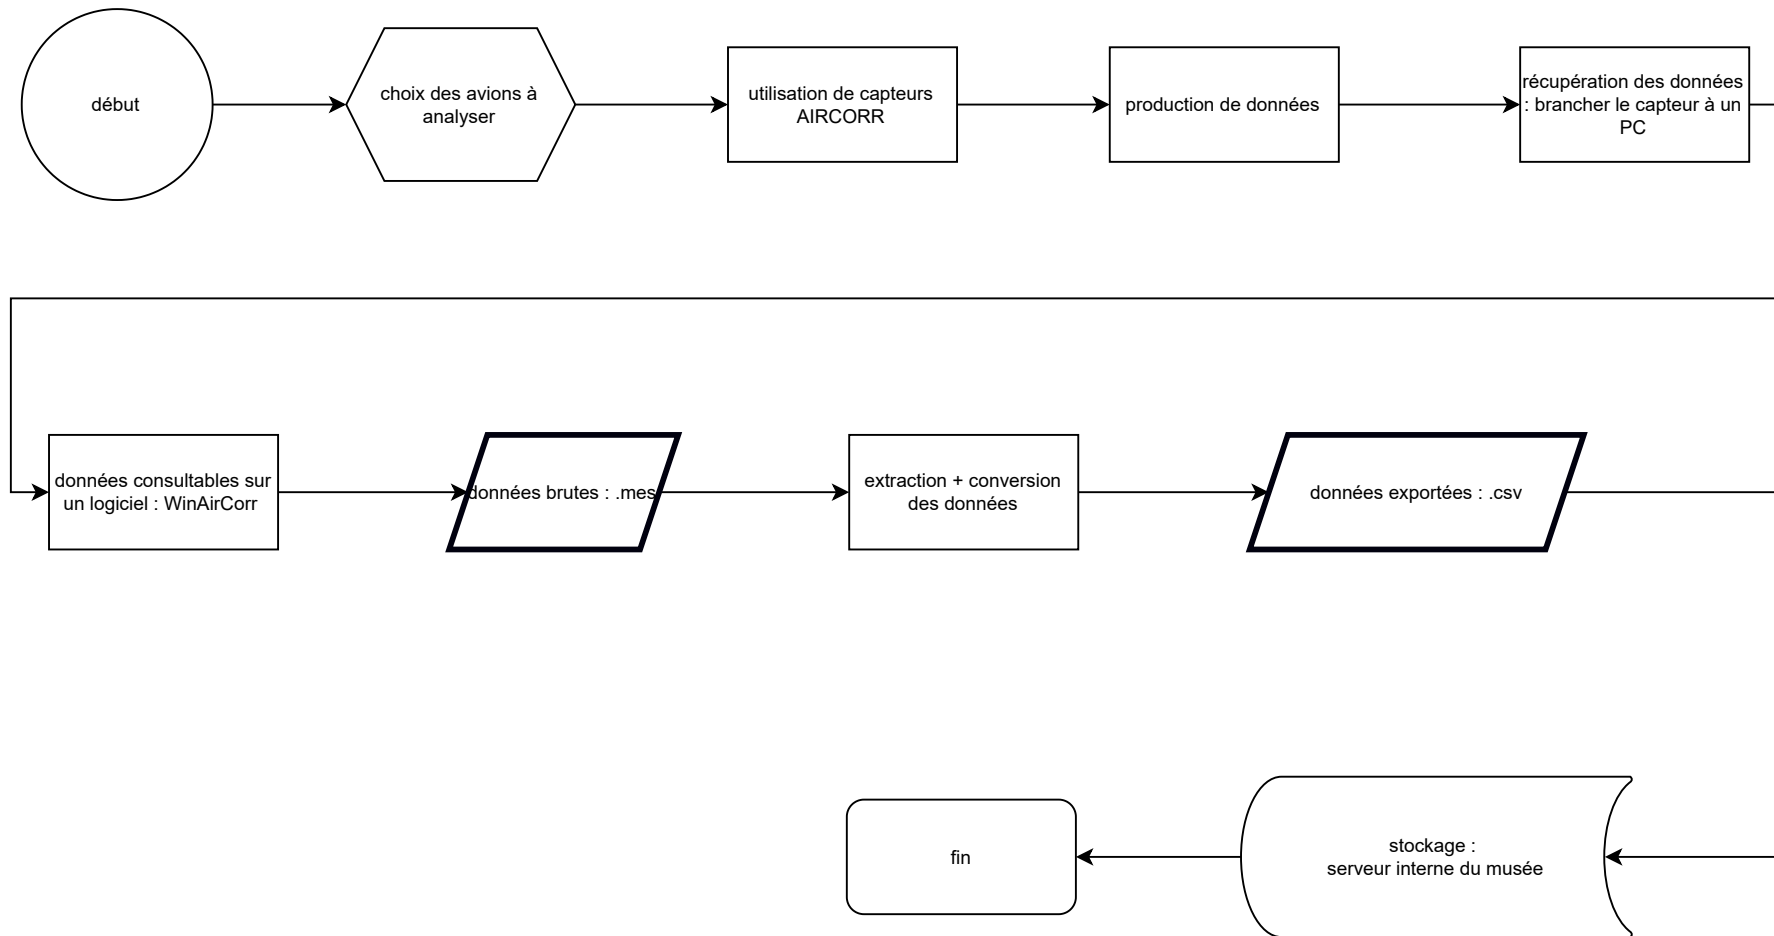 début
choix des avions à
analyser
utilisation de capteurs
AIRCORR
production de données
récupération des données
: brancher le capteur à un
PC
données consultables sur
un logiciel : WinAirCorr
données brutes : .mes
extraction + conversion
des données
données exportées : .csv
fin
stockage :
serveur interne du musée